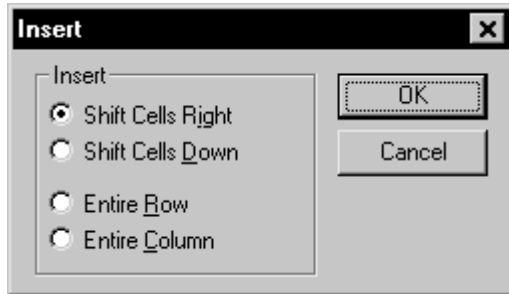 Insert
Insert
Shift Cells Right
Shift Cells Down
Entire Row
Entire Column
OK
Cancel